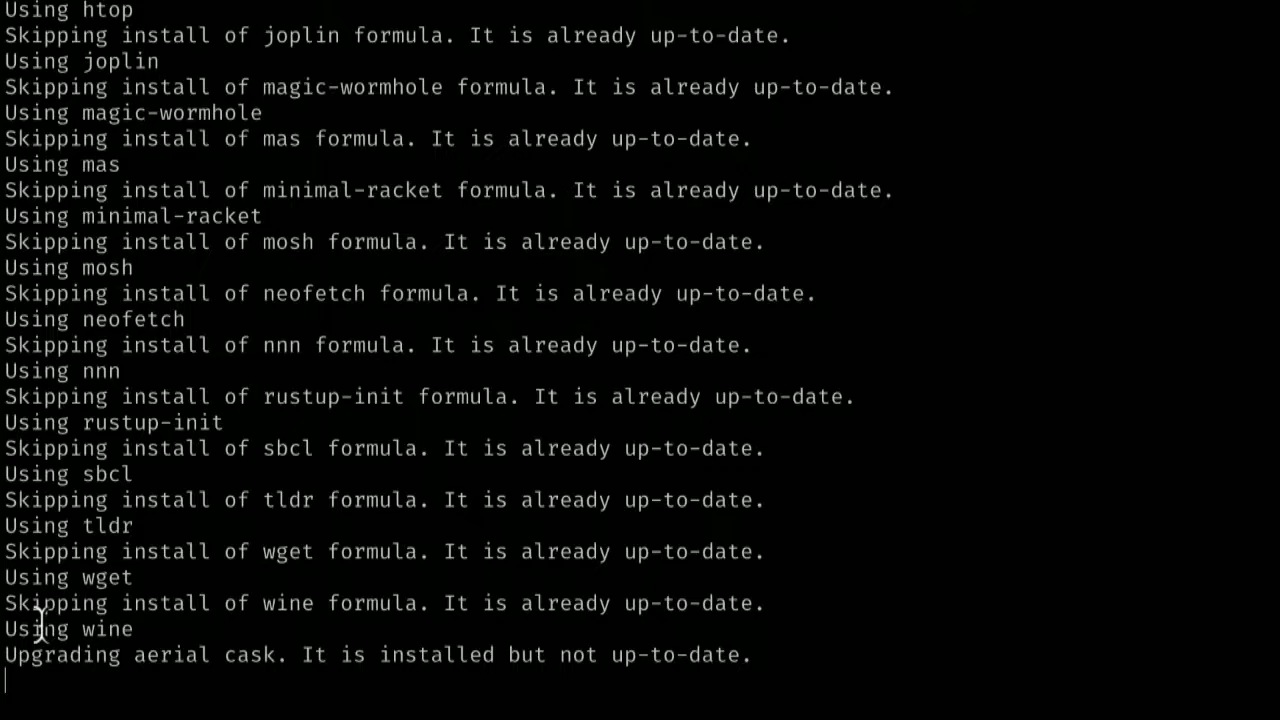 Using htop
Skipping install of joplin formula. It is already up-to-date.
Using joplin
Skipping install of magic-wormhole formula. It is already up-to-date.
Using magic-wormhole
Skipping install of mas formula. It is already up-to-date.
Using mas
Skipping install of minimal-racket formula. It is already up-to-date.
Using minimal-racket
Skipping install of mosh formula. It is already up-to-date.
Using mosh
Skipping install of neofetch formula. It is already up-to-date.
Using neofetch
Skipping install of nnn formula. It is already up-to-date.
Using nnn
Skipping install of rustup-init formula. It is already up-to-date.
Using rustup-init
Skipping install of sbcl formula. It is already up-to-date.
Using sbcl
Skipping install of tldr formula. It is already up-to-date.
Using tldr
Skipping install of wget formula. It is already up-to-date.
Using wget
Skipping install of wine formula. It is already up-to-date.
Using wine
Upgrading aerial cask. It is installed but not up-to-date.